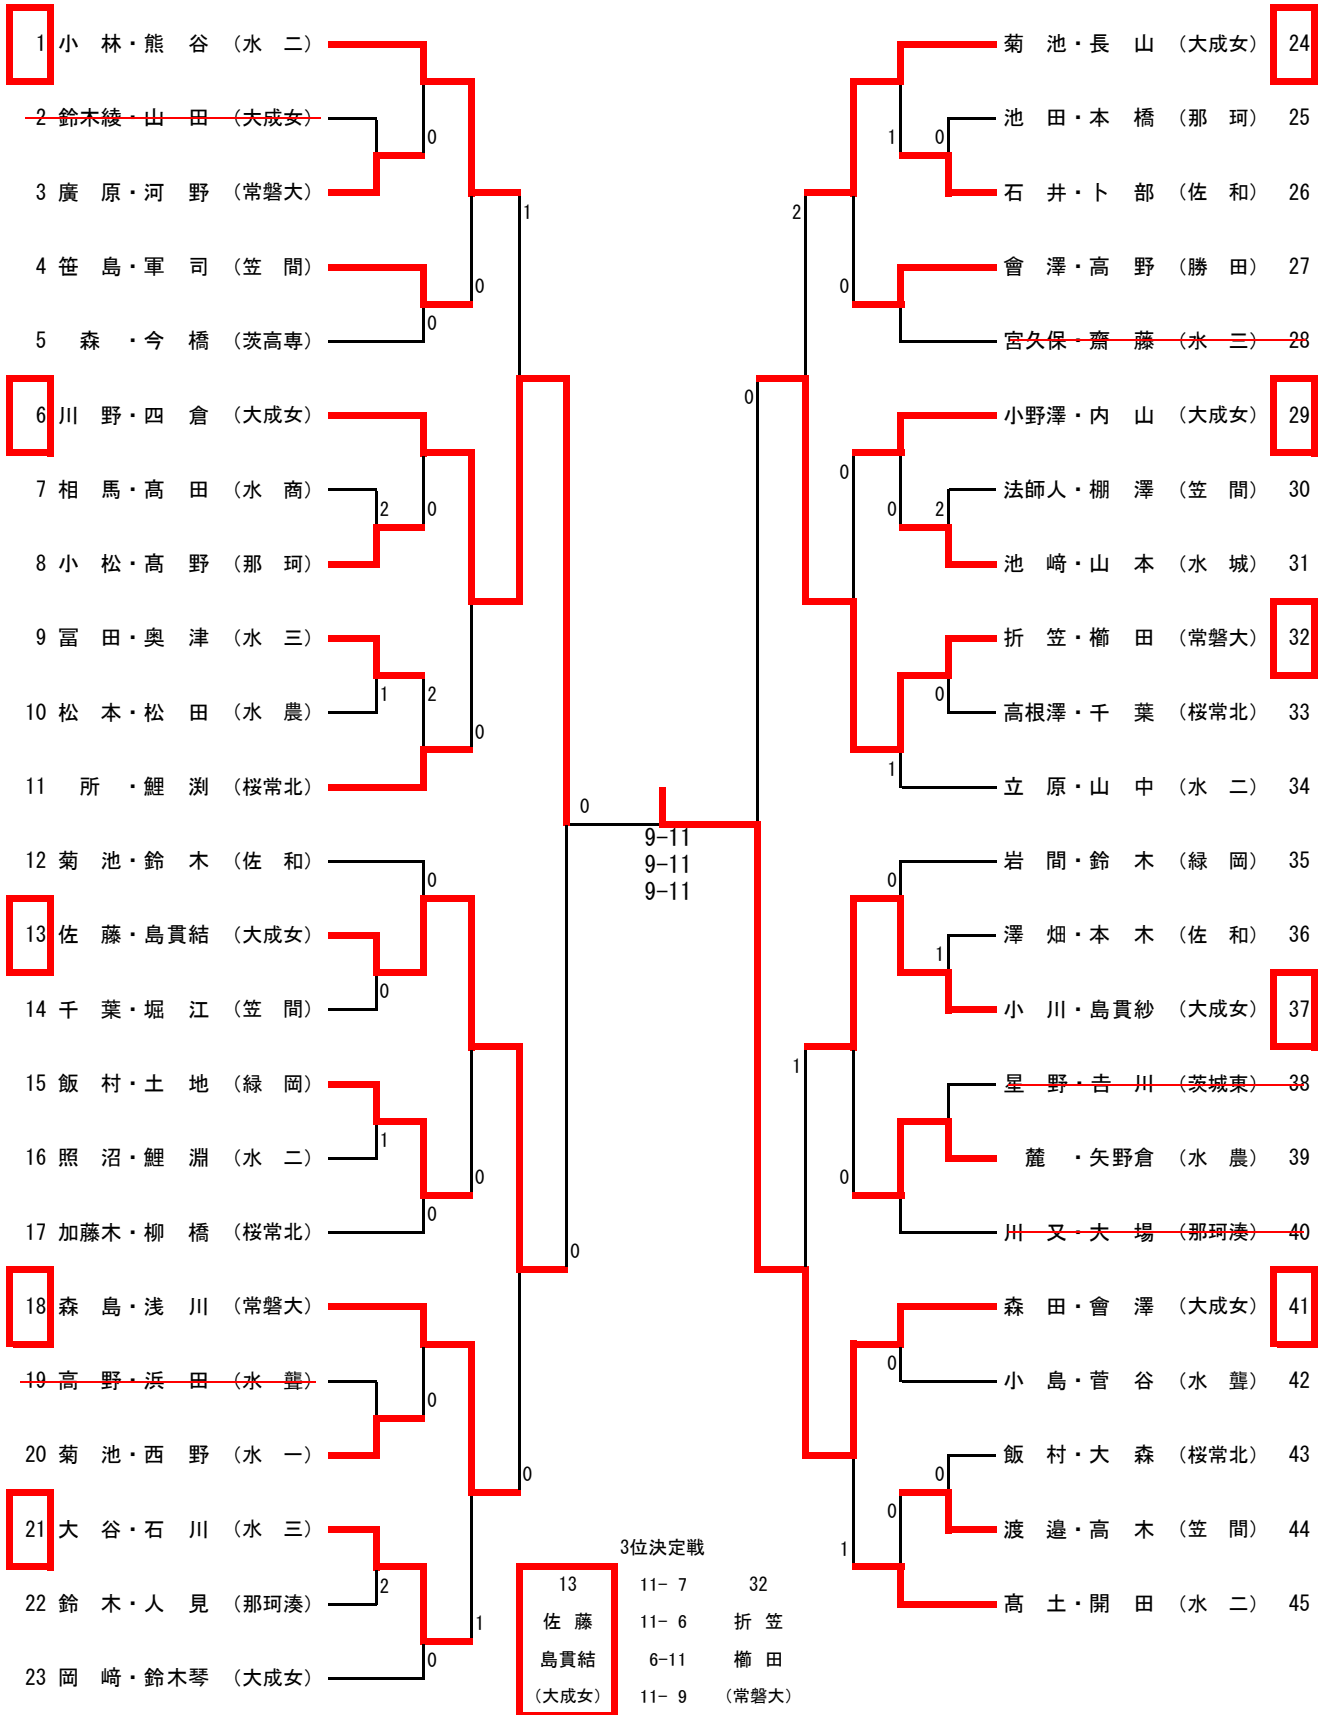 1 小　林・熊　谷 （水　二）
2 鈴木綾・山　田 （大成女）
0
3 廣　原・河　野 （常磐大）
1
4 笹　島・軍　司 （笠　間）
0
0
5 森　・今　橋 （茨高専）
6 川　野・四　倉 （大成女）
7 相　馬・髙　田 （水　商）
2 0
8 小　松・髙　野 （那　珂）
9 冨　田・奥　津 （水　三）
1 2
10 松　本・松　田 （水　農）
0
11 所　・鯉　渕 （桜常北）
0
12 菊　池・鈴　木 （佐　和）
0
13 佐　藤・島貫結 （大成女）
0
14 千　葉・堀　江 （笠　間）
15 飯　村・土　地 （緑　岡）
1
16 照　沼・鯉　淵 （水　二）
0
0
17 加藤木・柳　橋 （桜常北）
0
18 森　島・浅　川 （常磐大）
19 高　野・浜　田 （水　聾）
0
20 菊　池・西　野 （水　一）
0
21 大　谷・石　川 （水　三）
2
22 鈴　木・人　見 （那珂湊）
1
0
23 岡　﨑・鈴木琴 （大成女）
9-11
9-11
9-11
菊　池・長　山 （大成女） 24
池　田・本　橋 （那　珂） 25
1 0
石　井・卜　部 （佐　和） 26
2
會　澤・高　野 （勝　田） 27
0
宮久保・齋　藤 （水　三） 28
0
小野澤・内　山 （大成女） 29
0
法師人・棚　澤 （笠　間） 30
0 2
池　﨑・山　本 （水　城） 31
折　笠・櫛　田 （常磐大） 32
0
高根澤・千　葉 （桜常北） 33
1
立　原・山　中 （水　二） 34
岩　間・鈴　木 （緑　岡） 35
0
澤　畑・本　木 （佐　和） 36
1
小　川・島貫紗 （大成女） 37
1
星　野・吉　川 （茨城東） 38
麓　・矢野倉 （水　農） 39
0
川　又・大　場 （那珂湊） 40
森　田・會　澤 （大成女） 41
0
小　島・菅　谷 （水　聾） 42
飯　村・大　森 （桜常北） 43
0
0
渡　邉・高　木 （笠　間） 44
1
髙　土・開　田 （水　二） 45
3位決定戦
13 11- 7 32
佐 藤 11- 6 折 笠
島貫結 6-11 櫛 田
（大成女） 11- 9 （常磐大）